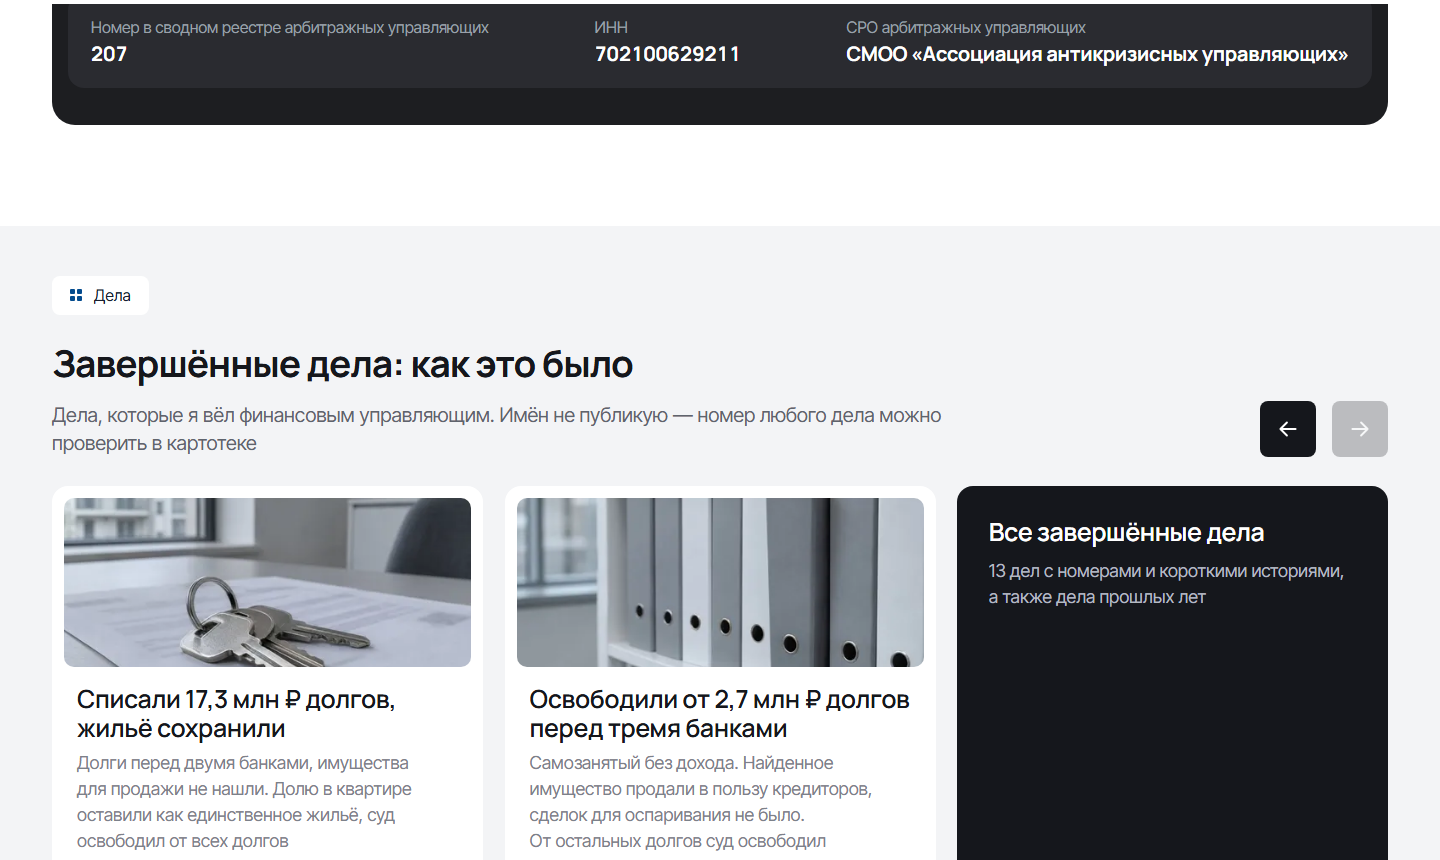 Номер в сводном реестре арбитражных управляющих
207
ИНН
702100629211
СРО арбитражных управляющих
СМОО «Ассоциация антикризисных управляющих»
Дела
Завершённые дела: как это было
Дела, которые я вёл финансовым управляющим. Имён не публикую — номер любого дела можно
проверить в картотеке
Списали 17,3 млн ₽ долгов,
жильё сохранили
Долги перед двумя банками, имущества
для продажи не нашли. Долю в квартире
оставили как единственное жильё, суд
освободил от всех долгов
Освободили от 2,7 млн ₽ долгов
перед тремя банками
Самозанятый без дохода. Найденное
имущество продали в пользу кредиторов,
сделок для оспаривания не было.
От остальных долгов суд освободил
Все завершённые дела
13 дел с номерами и короткими историями,
а также дела прошлых лет